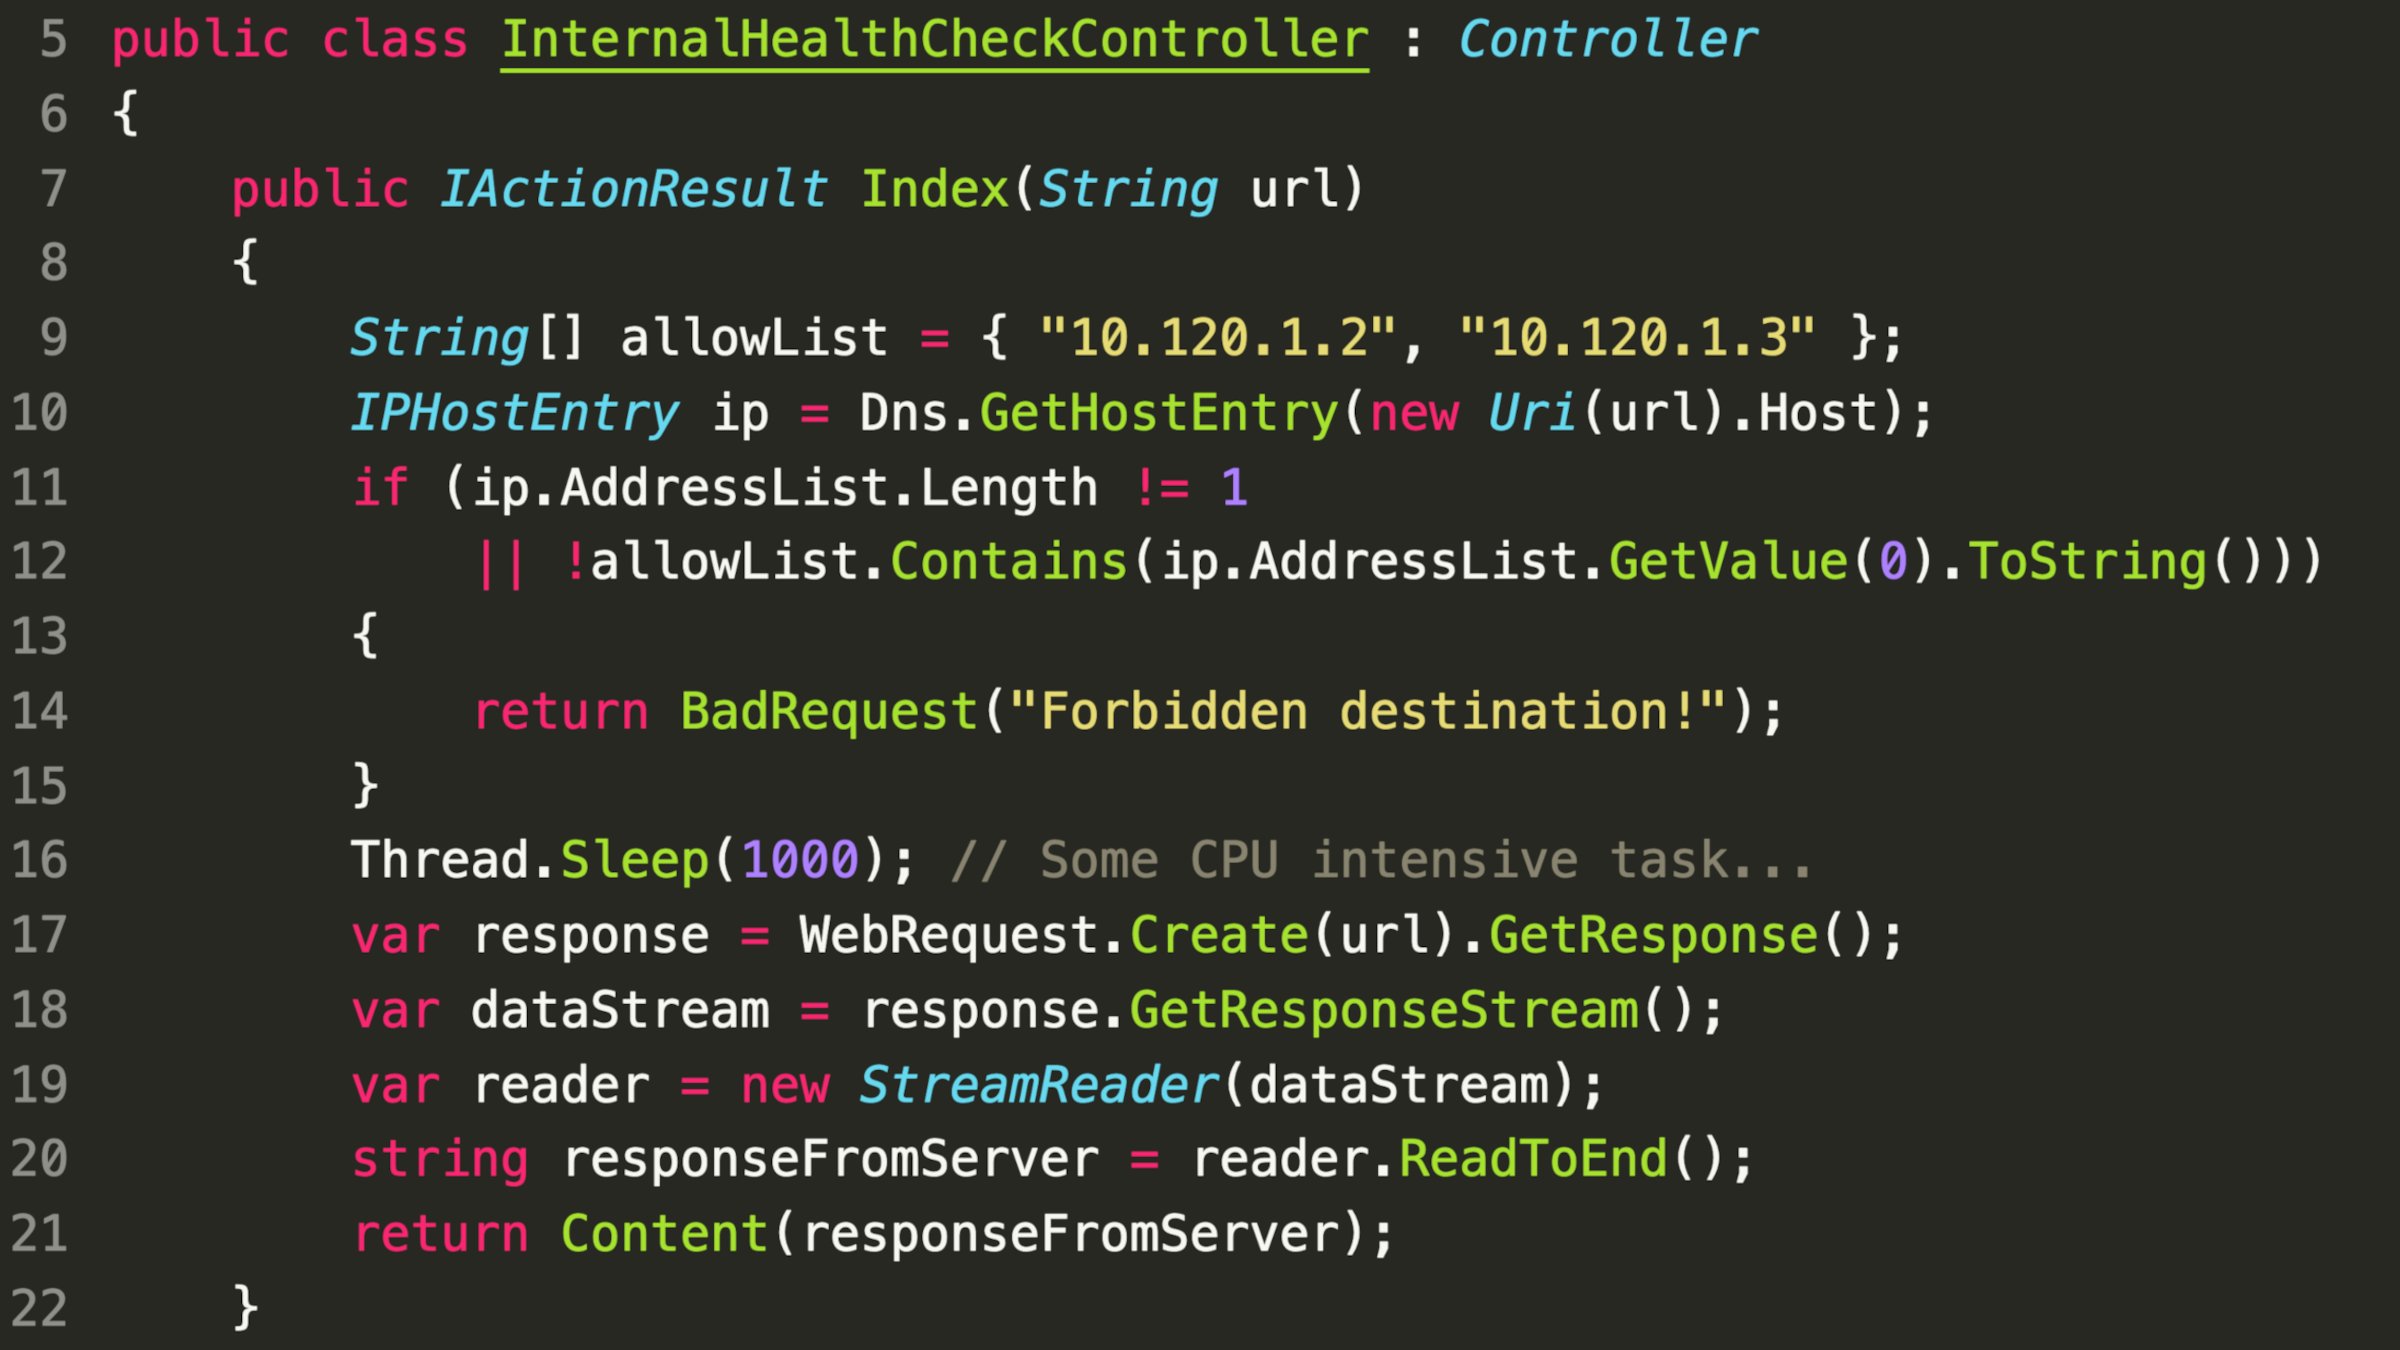 5 public class InternalHealthCheckController : Controller
6 {
7 public IActionResult Index(String url)
8 {
9 String[] allowList = { "10.120.1.2", "10.120.1.3" };
10 IPHostEntry ip = Dns.GetHostEntry(new Uri(url).Host);
11 if (ip.AddressList.Length != 1
12 || !allowList.Contains(ip.AddressList.GetValue(0).ToString()))
13 {
14 return BadRequest("Forbidden destination!");
15 }
16 Thread.Sleep(1000); // Some CPU intensive task...
17 var response = WebRequest.Create(url).GetResponse();
18 var dataStream = response.GetResponseStream();
19 var reader = new StreamReader(dataStream);
20 string responseFromServer = reader.ReadToEnd();
21 return Content(responseFromServer);
22 }